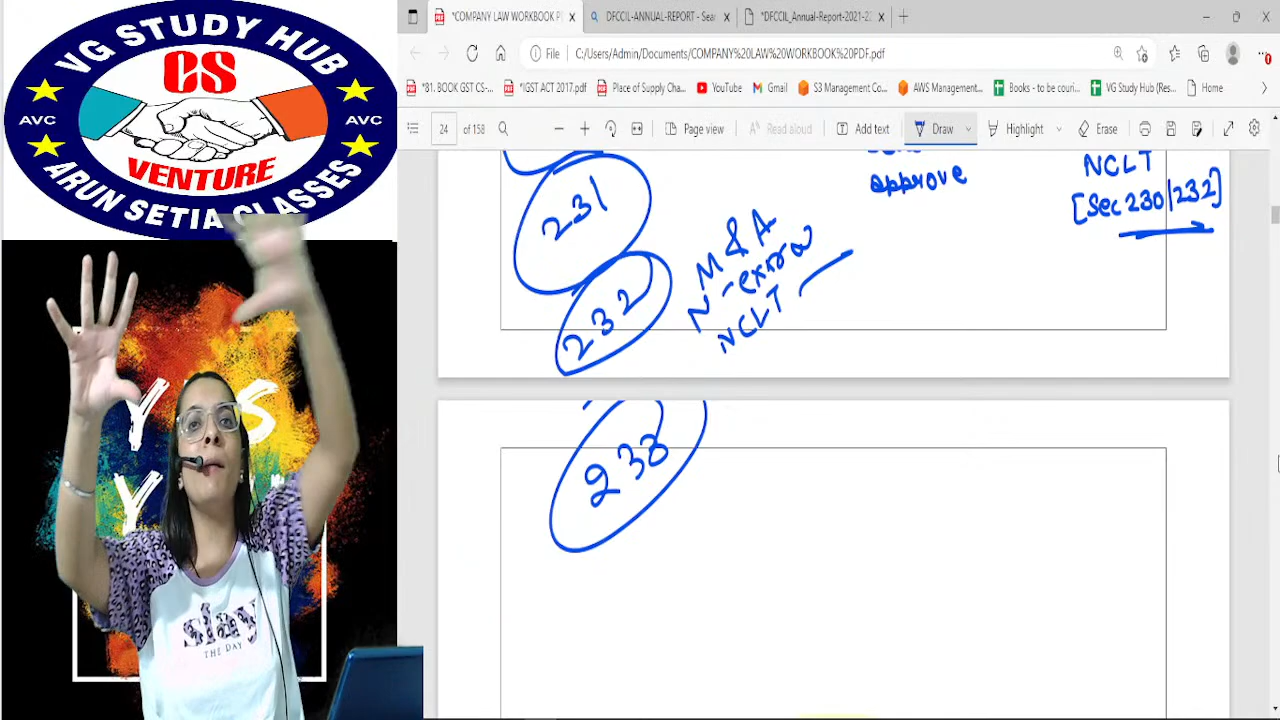 VG STUDY HUB
CS
AVC
AVC
VENTURE
ARUN SETIA CLASSES
Y S
Y
slay
THE DAY
*COMPANY LAW WORKBOOK P
DFCCIL-ANNUAL-REPORT - Sear
*DFCCIL_Annual-Report-2021-2
File
C:/Users/Admin/Documents/COMPANY%20LAW%20WORKBOOK%20PDF.pdf
*81. BOOK GST CS-...
*IGST ACT 2017.pdf
Place of Supply Cha...
YouTube
Gmail
S3 Management Co...
AWS Management...
Books - to be couri...
VG Study Hub (Res...
Home
24 of 158
Page view
Read aloud
Add text
Draw
Highlight
Erase
approve
NCLT
[Sec 230/232]
231
M & A
NCLT
232
238